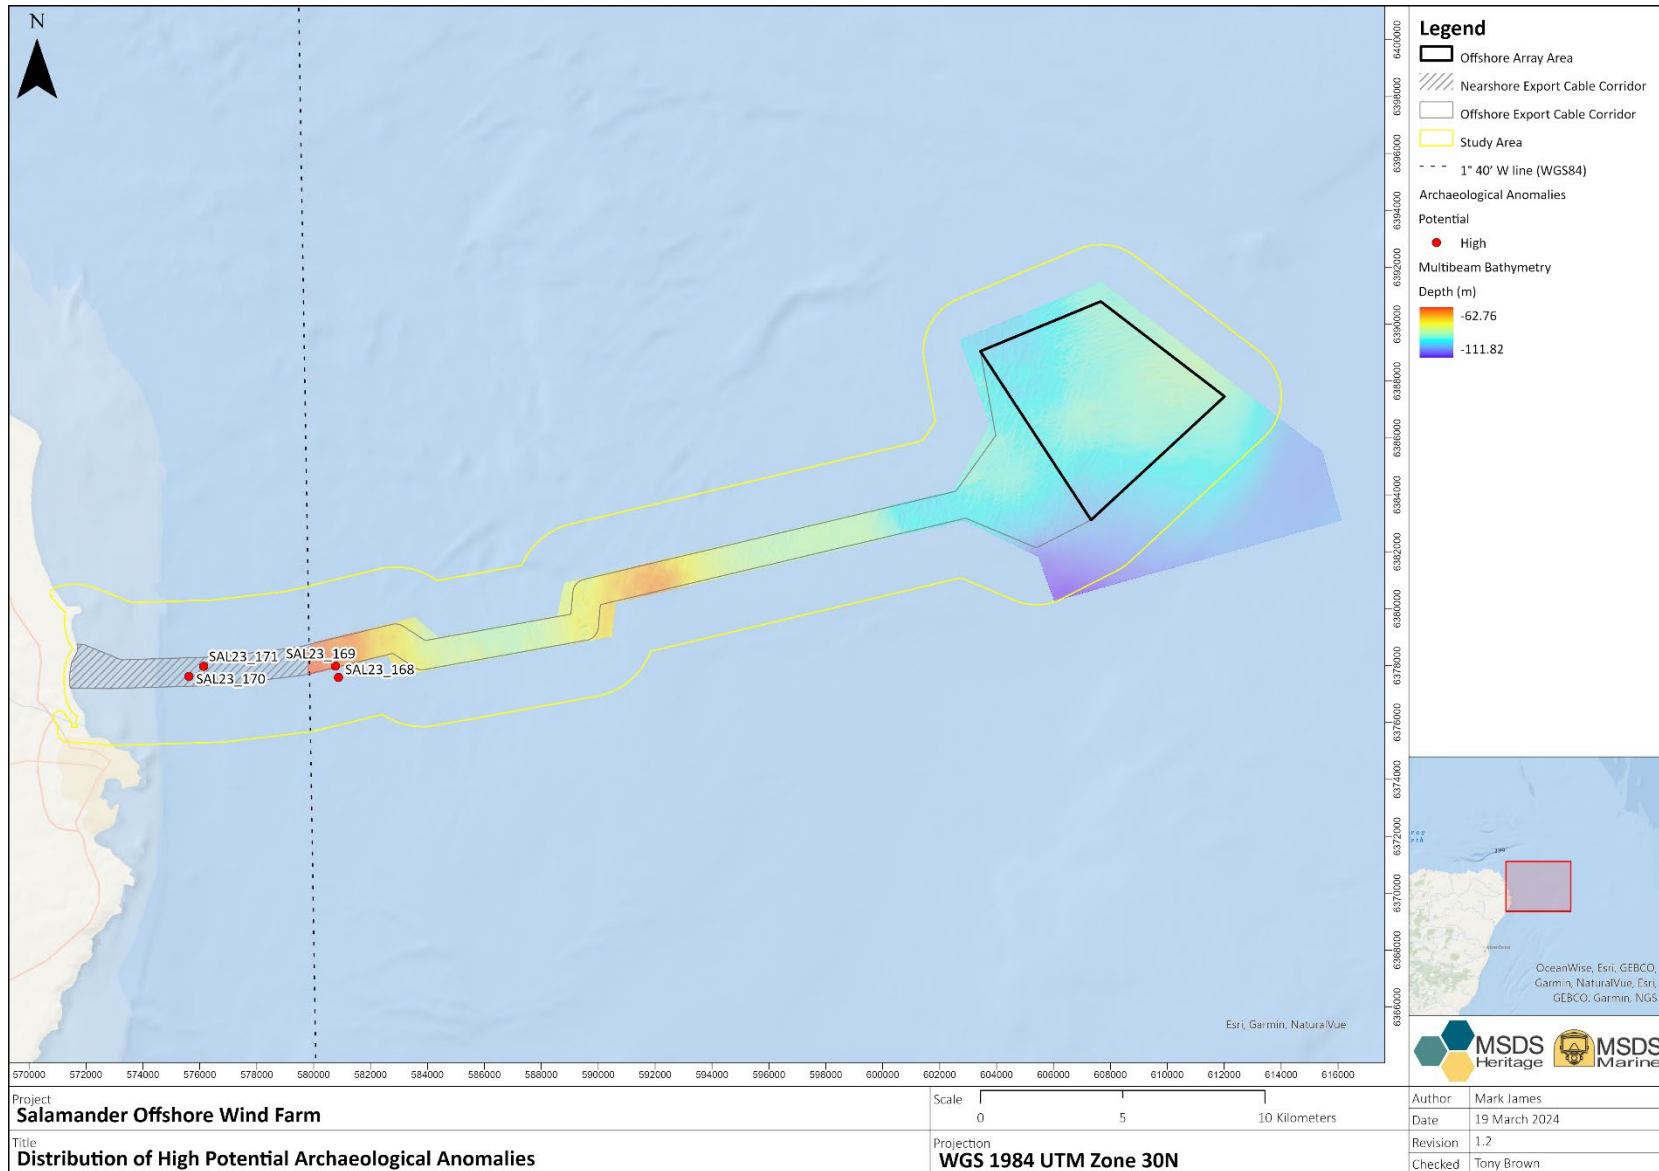 N
Legend
Offshore Array Area
Nearshore Export Cable Corridor
Offshore Export Cable Corridor
Study Area
1° 40' W line (WGS84)
Archaeological Anomalies
Potential
High
Multibeam Bathymetry
Depth (m)
-62.76
-111.82
6400000
6398000
6396000
6394000
6392000
6390000
6388000
6386000
6384000
6382000
6380000
6378000
6376000
6374000
6372000
6370000
6368000
6366000
SAL23_171
SAL23_169
SAL23_170
SAL23_168
OceanWise, Esri, GEBCO,
Garmin, NaturalVue, Esri,
GEBCO, Garmin, NGS
Esri, Garmin, NaturalVue
570000 572000 574000 576000 578000 580000 582000 584000 586000 588000 590000 592000 594000 596000 598000 600000 602000 604000 606000 608000 610000 612000 614000 616000
MSDS Heritage
MSDS Marine
Project
Salamander Offshore Wind Farm
Scale
0 5 10 Kilometers
Author Mark James
Date 19 March 2024
Title
Distribution of High Potential Archaeological Anomalies
Projection
WGS 1984 UTM Zone 30N
Revision 1.2
Checked Tony Brown